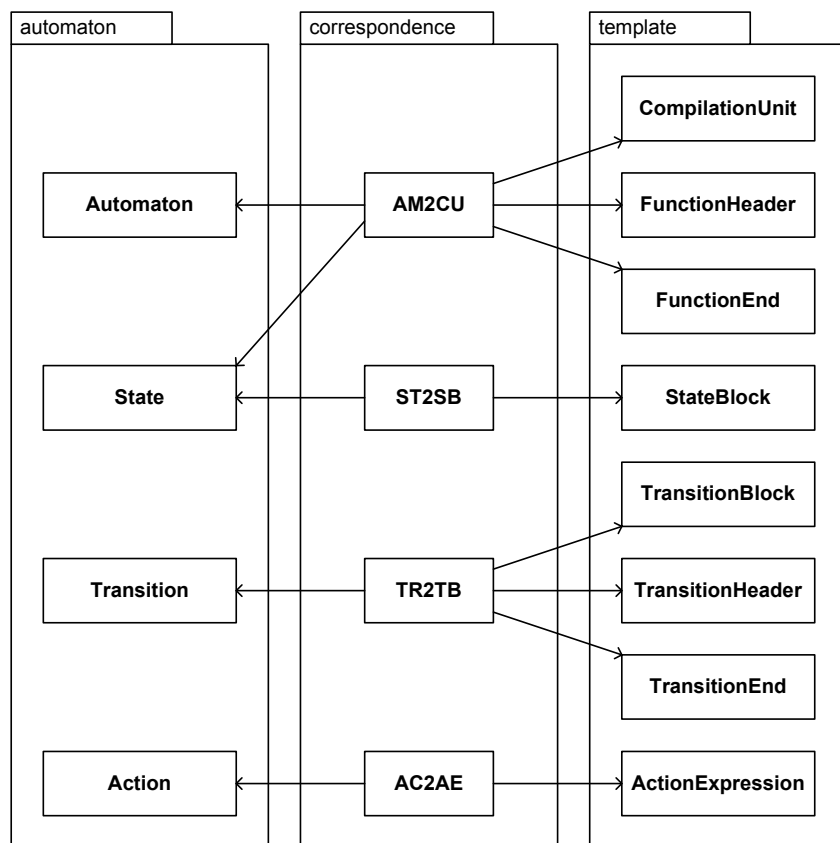 automaton
correspondence
template
CompilationUnit
Automaton
AM2CU
FunctionHeader
FunctionEnd
State
ST2SB
StateBlock
TransitionBlock
Transition
TR2TB
TransitionHeader
TransitionEnd
Action
AC2AE
ActionExpression